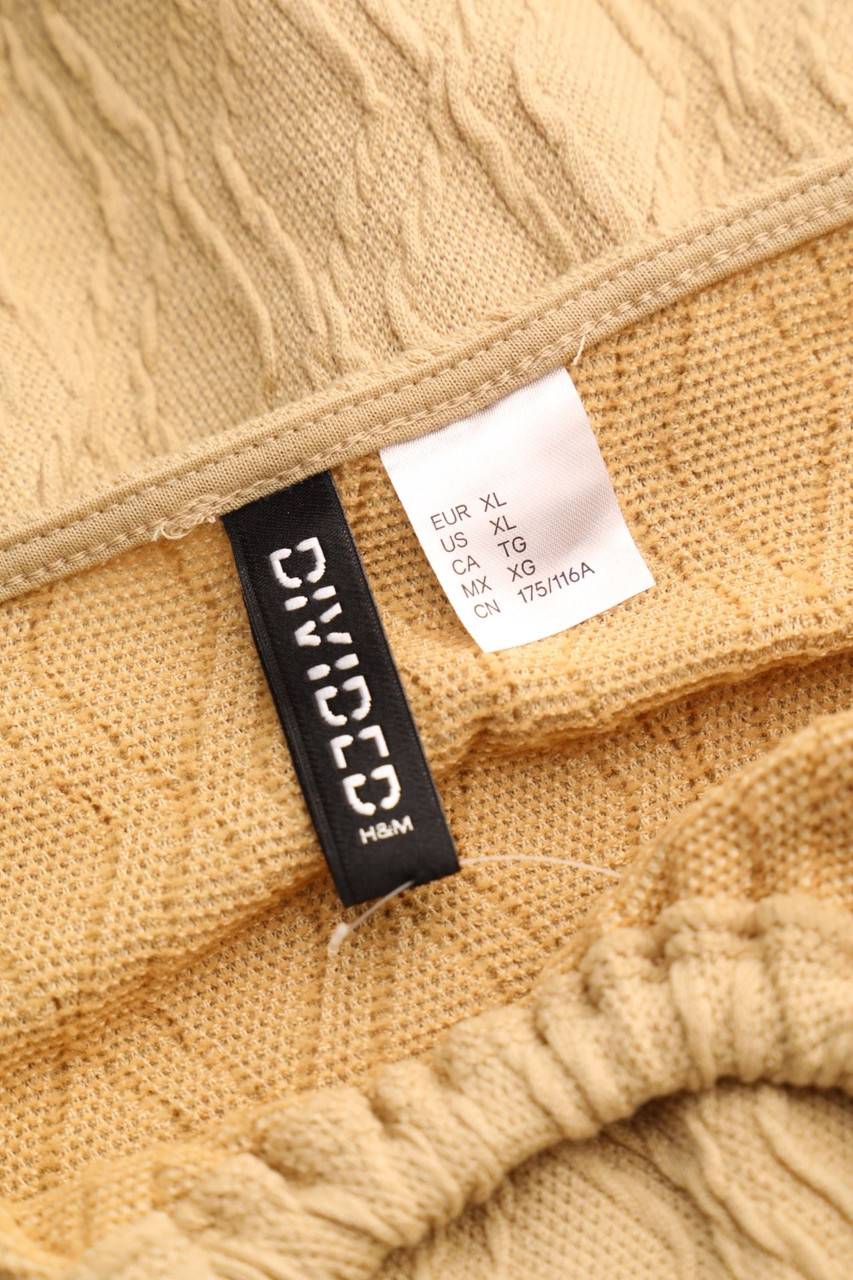 DIVIDED
H&M
EUR XL
US XL
CA TG
MX XG
CN 175/116A